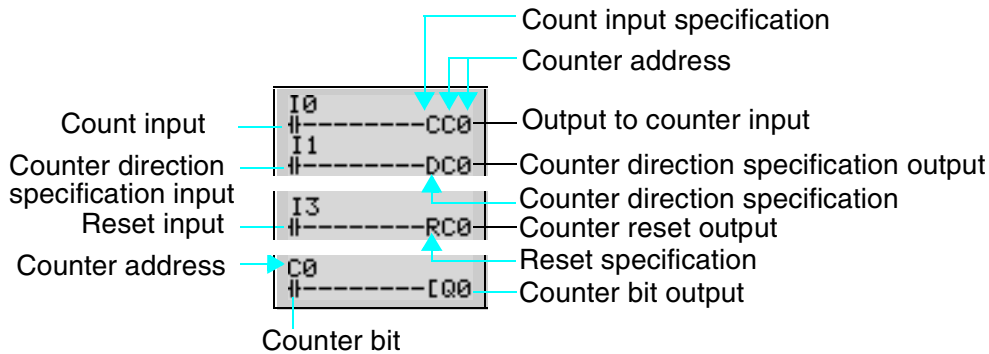 Count input specification
Counter address
I0
Count input
CC0
Output to counter input
I1
Counter direction
specification input
DC0
Counter direction specification output
Counter direction specification
I3
Reset input
RC0
Counter reset output
Reset specification
Counter address
C0
[Q0
Counter bit output
Counter bit